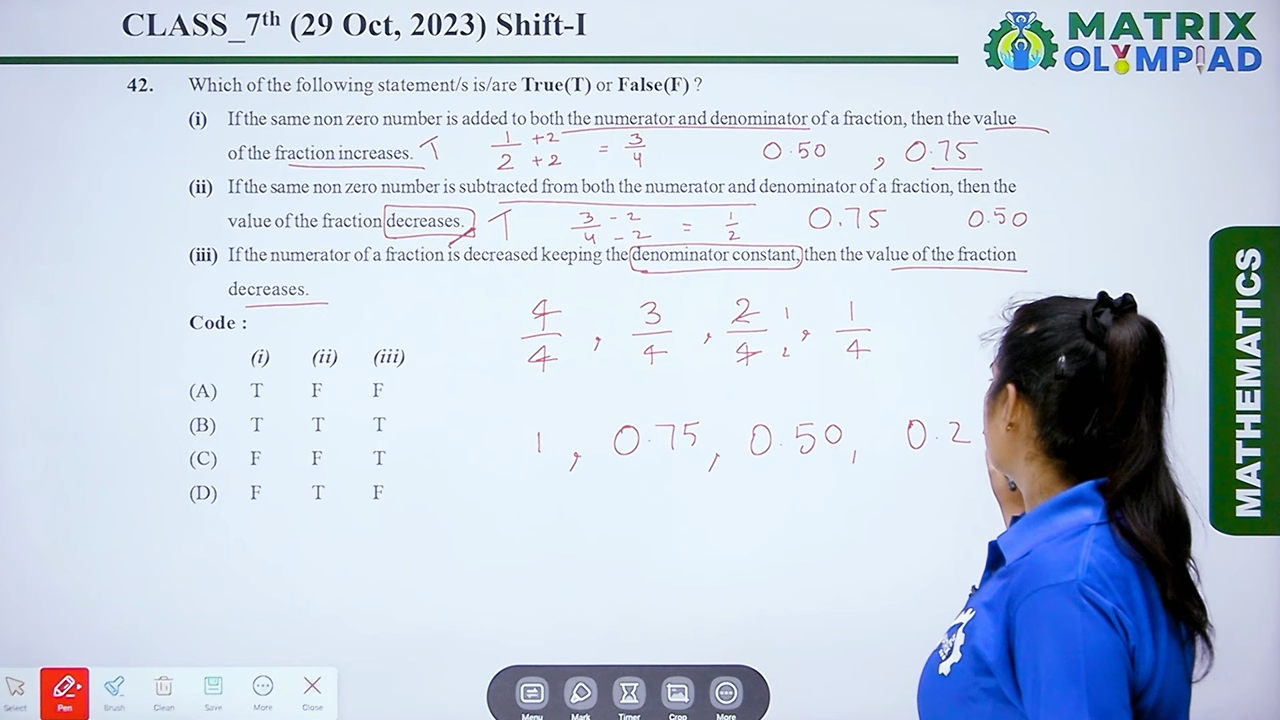 CLASS_7th (29 Oct, 2023) Shift-I
MATRIX
OLYMPIAD
42. Which of the following statement/s is/are True(T) or False(F) ?
(i) If the same non zero number is added to both the numerator and denominator of a fraction, then the value
of the fraction increases. T 1/2 +2/+2 = 3/4 0.50 , 0.75
(ii) If the same non zero number is subtracted from both the numerator and denominator of a fraction, then the
value of the fraction decreases. T 3/4 -2/-2 = 1/2 0.75 0.50
(iii) If the numerator of a fraction is decreased keeping the denominator constant, then the value of the fraction
decreases.
4/4 , 3/4 , 2/4 1/2 , 1/4
Code :
(i) (ii) (iii)
(A) T F F
(B) T T T
1 , 0.75 , 0.50 , 0.2
(C) F F T
(D) F T F
MATHEMATICS
Select Pen Brush Clean Save More Close
Menu Mark Timer Crop More